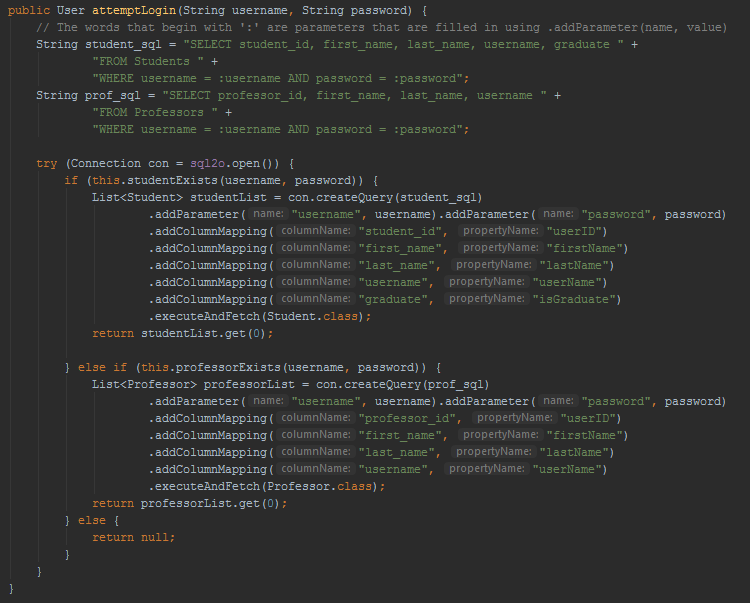 public User attemptLogin(String username, String password) {
// The words that begin with ':' are parameters that are filled in using .addParameter(name, value)
String student_sql = "SELECT student_id, first_name, last_name, username, graduate " +
"FROM Students " +
"WHERE username = :username AND password = :password";
String prof_sql = "SELECT professor_id, first_name, last_name, username " +
"FROM Professors " +
"WHERE username = :username AND password = :password";
try (Connection con = sql2o.open()) {
if (this.studentExists(username, password)) {
List<Student> studentList = con.createQuery(student_sql)
.addParameter( name: "username", username).addParameter( name: "password", password)
.addColumnMapping( columnName: "student_id", propertyName: "userID")
.addColumnMapping( columnName: "first_name", propertyName: "firstName")
.addColumnMapping( columnName: "last_name", propertyName: "lastName")
.addColumnMapping( columnName: "username", propertyName: "userName")
.addColumnMapping( columnName: "graduate", propertyName: "isGraduate")
.executeAndFetch(Student.class);
return studentList.get(0);
} else if (this.professorExists(username, password)) {
List<Professor> professorList = con.createQuery(prof_sql)
.addParameter( name: "username", username).addParameter( name: "password", password)
.addColumnMapping( columnName: "professor_id", propertyName: "userID")
.addColumnMapping( columnName: "first_name", propertyName: "firstName")
.addColumnMapping( columnName: "last_name", propertyName: "lastName")
.addColumnMapping( columnName: "username", propertyName: "userName")
.executeAndFetch(Professor.class);
return professorList.get(0);
} else {
return null;
}
}
}